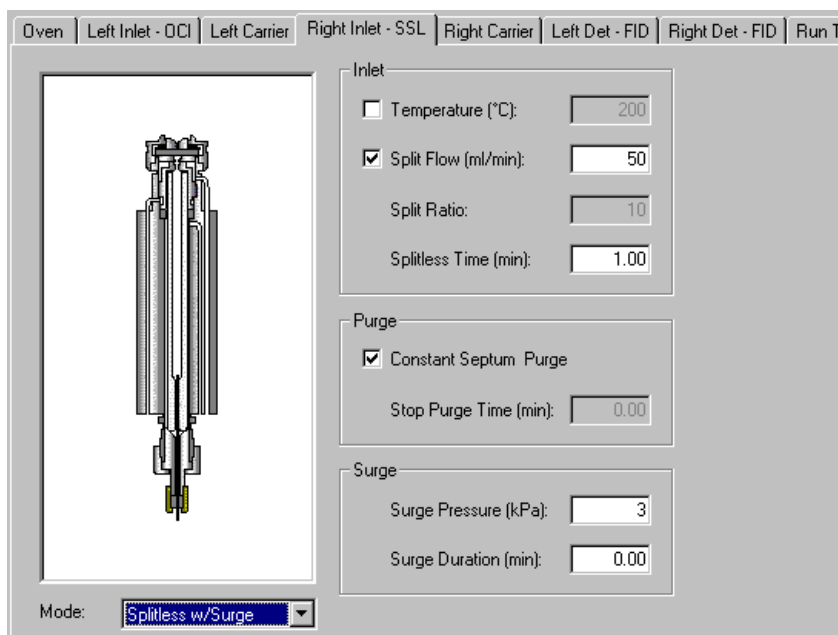 Oven Left Inlet - OCI Left Carrier Right Inlet - SSL Right Carrier Left Det - FID Right Det - FID Run
Inlet
Temperature (°C): 200
Split Flow (ml/min): 50
Split Ratio: 10
Splitless Time (min): 1.00
Purge
Constant Septum Purge
Stop Purge Time (min): 0.00
Surge
Surge Pressure (kPa): 3
Surge Duration (min): 0.00
Mode: Splitless w/Surge